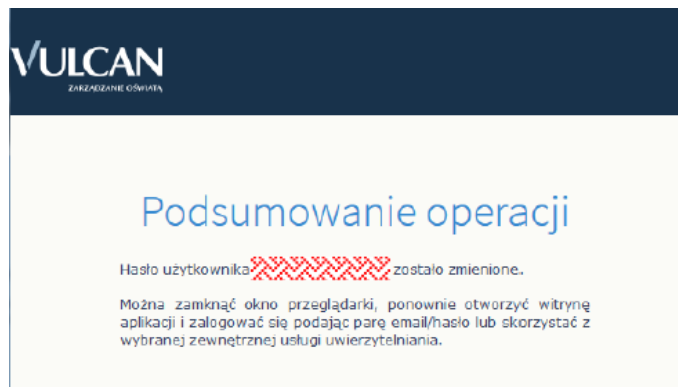 VULCAN
ZARZĄDZANIE OŚWIATĄ
Podsumowanie operacji
Hasło użytkownika zostało zmienione.
Można zamknąć okno przeglądarki, ponownie otworzyć witrynę
aplikacji i zalogować się podając parę email/hasło lub skorzystać z
wybranej zewnętrznej usługi uwierzytelniania.